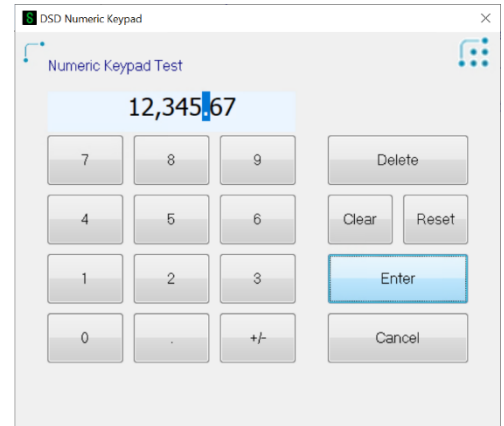 S DSD Numeric Keypad
Numeric Keypad Test
12,345.67
7 8 9 Delete
4 5 6 Clear Reset
1 2 3 Enter
0 . +/- Cancel